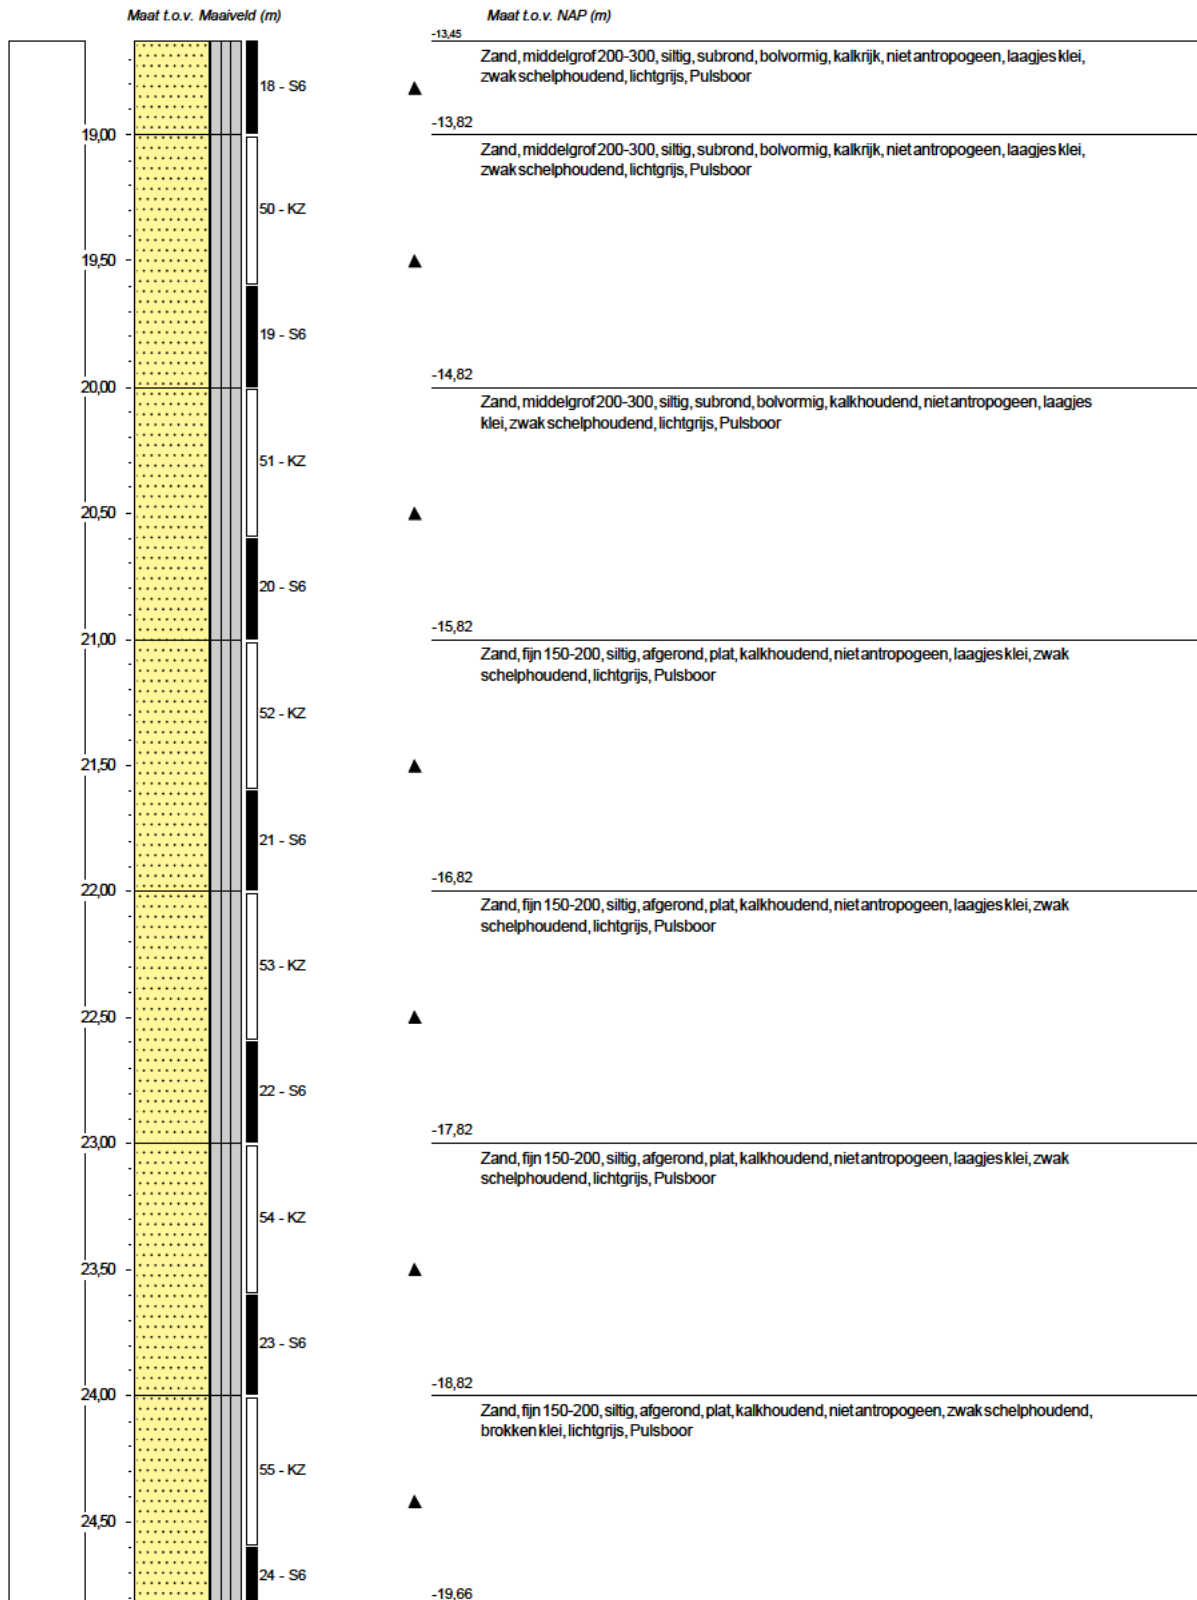 Maat t.o.v. Maaiveld (m)
Maat t.o.v. NAP (m)
-13,45
Zand, middelgrof 200-300, siltig, subrond, bolvormig, kalkrijk, niet antropogeen, laagjes klei,
zwak schelphoudend, lichtgrijs, Pulsboor
18 - S6
19,00
-13,82
Zand, middelgrof 200-300, siltig, subrond, bolvormig, kalkrijk, niet antropogeen, laagjes klei,
zwak schelphoudend, lichtgrijs, Pulsboor
50 - KZ
19,50
19 - S6
20,00
-14,82
Zand, middelgrof 200-300, siltig, subrond, bolvormig, kalkhoudend, niet antropogeen, laagjes
klei, zwak schelphoudend, lichtgrijs, Pulsboor
51 - KZ
20,50
20 - S6
21,00
-15,82
Zand, fijn 150-200, siltig, afgerond, plat, kalkhoudend, niet antropogeen, laagjes klei, zwak
schelphoudend, lichtgrijs, Pulsboor
52 - KZ
21,50
21 - S6
22,00
-16,82
Zand, fijn 150-200, siltig, afgerond, plat, kalkhoudend, niet antropogeen, laagjes klei, zwak
schelphoudend, lichtgrijs, Pulsboor
53 - KZ
22,50
22 - S6
23,00
-17,82
Zand, fijn 150-200, siltig, afgerond, plat, kalkhoudend, niet antropogeen, laagjes klei, zwak
schelphoudend, lichtgrijs, Pulsboor
54 - KZ
23,50
23 - S6
24,00
-18,82
Zand, fijn 150-200, siltig, afgerond, plat, kalkhoudend, niet antropogeen, zwak schelphoudend,
brokken klei, lichtgrijs, Pulsboor
55 - KZ
24,50
24 - S6
-19,66